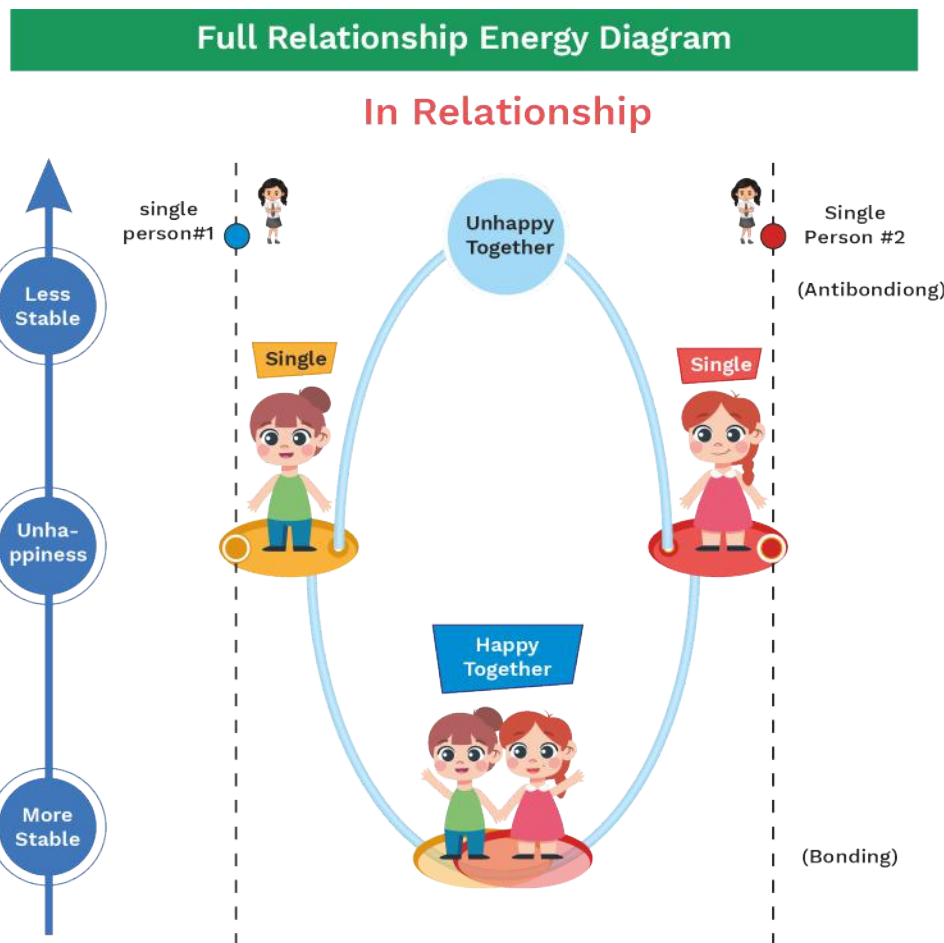 Full Relationship Energy Diagram
In Relationship
single
person#1
Unhappy
Together
Single
Person #2
Less
Stable
(Antibondiong)
Single
Single
Unha-
ppiness
Happy
Together
More
Stable
(Bonding)